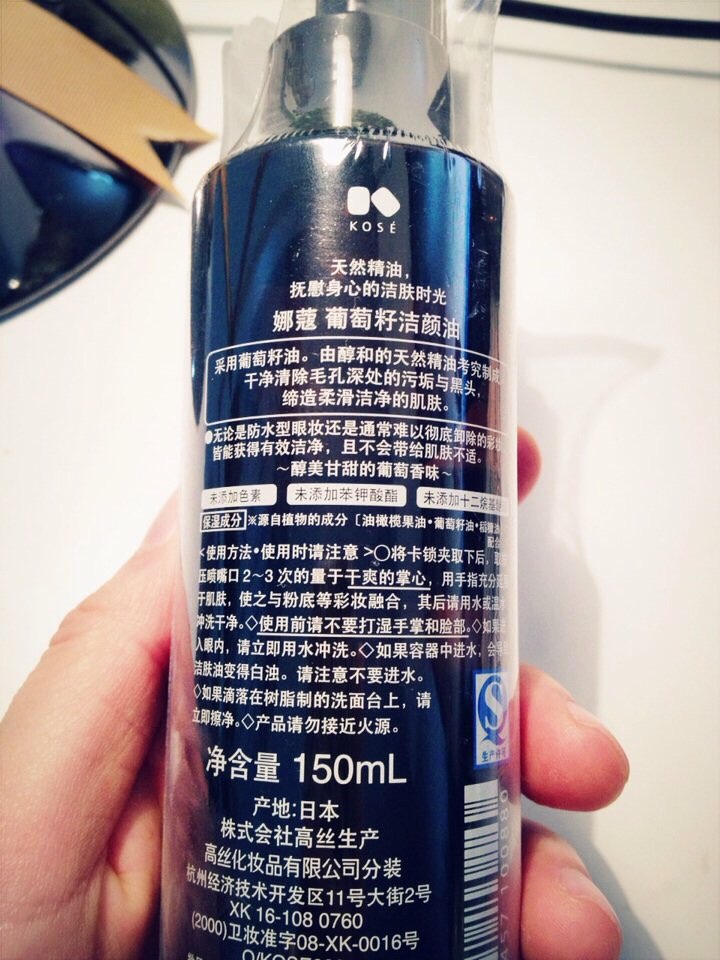 KOSÉ
天然精油，
抚慰身心的洁肤时光
娜蔻 葡萄籽洁颜油
采用葡萄籽油。由醇和的天然精油考究制成
干净清除毛孔深处的污垢与黑头，
缔造柔滑洁净的肌肤。
●无论是防水型眼妆还是通常难以彻底卸除的彩妆
皆能获得有效洁净，且不会带给肌肤不适。
～醇美甘甜的葡萄香味～
未添加色素 未添加苯钾酸酯 未添加十二烷基
保湿成分 ※源自植物的成分〔油橄榄果油•葡萄籽油•稻糠
配合
<使用方法•使用时请注意 >○将卡锁夹取下后，取
压喷嘴口2～3次的量于干爽的掌心，用手指充分
于肌肤，使之与粉底等彩妆融合，其后请用水或温水
冲洗干净。◇使用前请不要打湿手掌和脸部。◇如果
入眼内，请立即用水冲洗。◇如果容器中进水，会
洁肤油变得白浊。请注意不要进水。
◇如果滴落在树脂制的洗面台上，请
立即擦净。◇产品请勿接近火源。
生产许可
净含量 150mL
产地:日本
株式会社高丝生产
高丝化妆品有限公司分装
杭州经济技术开发区11号大街2号
XK 16-108 0760
(2000)卫妆准字08-XK-0016号